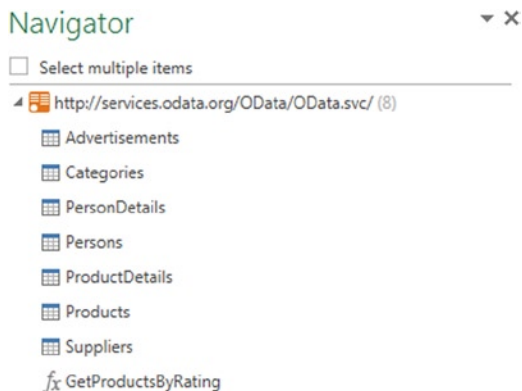 Navigator
Select multiple items
http://services.odata.org/OData/OData.svc/ (8)
Advertisements
Categories
PersonDetails
Persons
ProductDetails
Products
Suppliers
fx GetProductsByRating